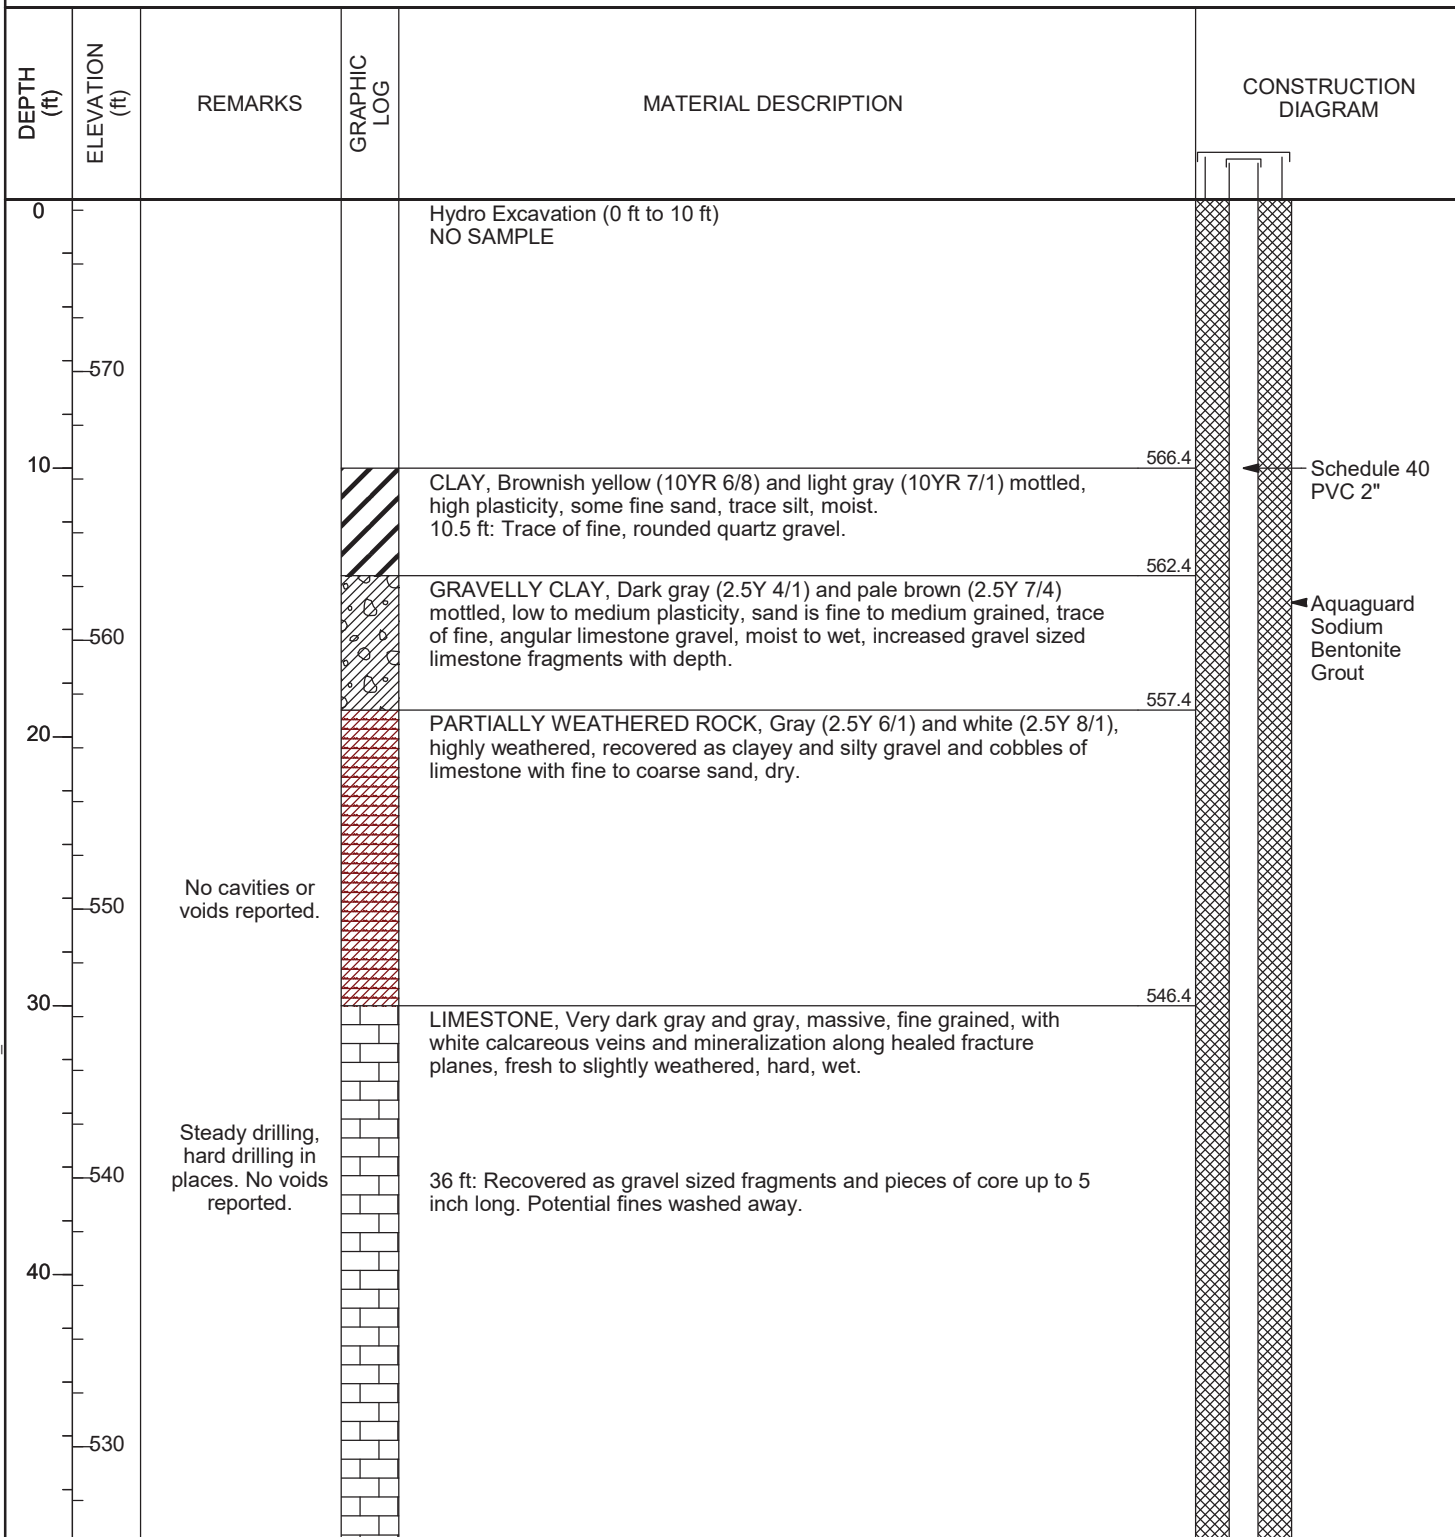 DEPTH
(ft)
ELEVATION
(ft)
REMARKS
GRAPHIC
LOG
MATERIAL DESCRIPTION
CONSTRUCTION
DIAGRAM
0
Hydro Excavation (0 ft to 10 ft)
NO SAMPLE
570
10
566.4
Schedule 40
PVC 2"
CLAY, Brownish yellow (10YR 6/8) and light gray (10YR 7/1) mottled,
high plasticity, some fine sand, trace silt, moist.
10.5 ft: Trace of fine, rounded quartz gravel.
562.4
GRAVELLY CLAY, Dark gray (2.5Y 4/1) and pale brown (2.5Y 7/4)
mottled, low to medium plasticity, sand is fine to medium grained, trace
of fine, angular limestone gravel, moist to wet, increased gravel sized
limestone fragments with depth.
Aquaguard
Sodium
Bentonite
Grout
560
557.4
PARTIALLY WEATHERED ROCK, Gray (2.5Y 6/1) and white (2.5Y 8/1),
highly weathered, recovered as clayey and silty gravel and cobbles of
limestone with fine to coarse sand, dry.
20
No cavities or
voids reported.
550
30
546.4
LIMESTONE, Very dark gray and gray, massive, fine grained, with
white calcareous veins and mineralization along healed fracture
planes, fresh to slightly weathered, hard, wet.
Steady drilling,
hard drilling in
places. No voids
reported.
540
36 ft: Recovered as gravel sized fragments and pieces of core up to 5
inch long. Potential fines washed away.
40
530